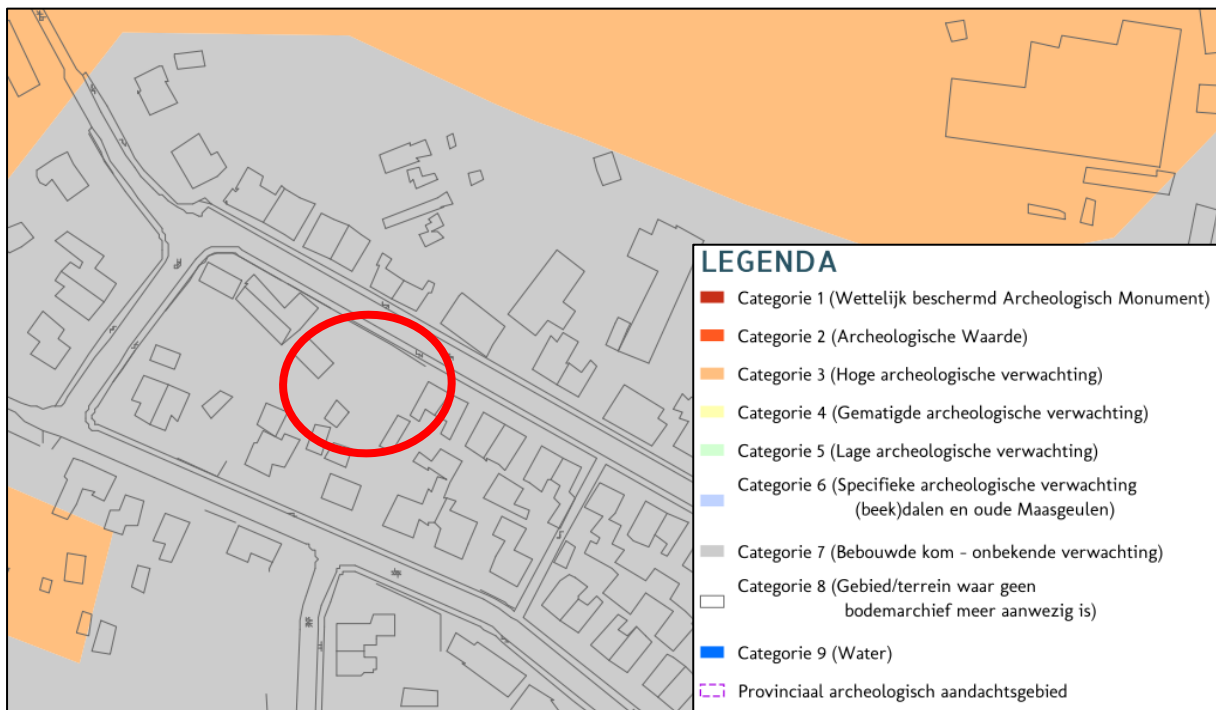 LEGENDA
Categorie 1 (Wettelijk beschermd Archeologisch Monument)
Categorie 2 (Archeologische Waarde)
Categorie 3 (Hoge archeologische verwachting)
Categorie 4 (Gematigde archeologische verwachting)
Categorie 5 (Lage archeologische verwachting)
Categorie 6 (Specifieke archeologische verwachting
(beek)dalen en oude Maasgeulen)
Categorie 7 (Bebouwde kom - onbekende verwachting)
Categorie 8 (Gebied/terrein waar geen
bodemarchief meer aanwezig is)
Categorie 9 (Water)
Provinciaal archeologisch aandachtsgebied